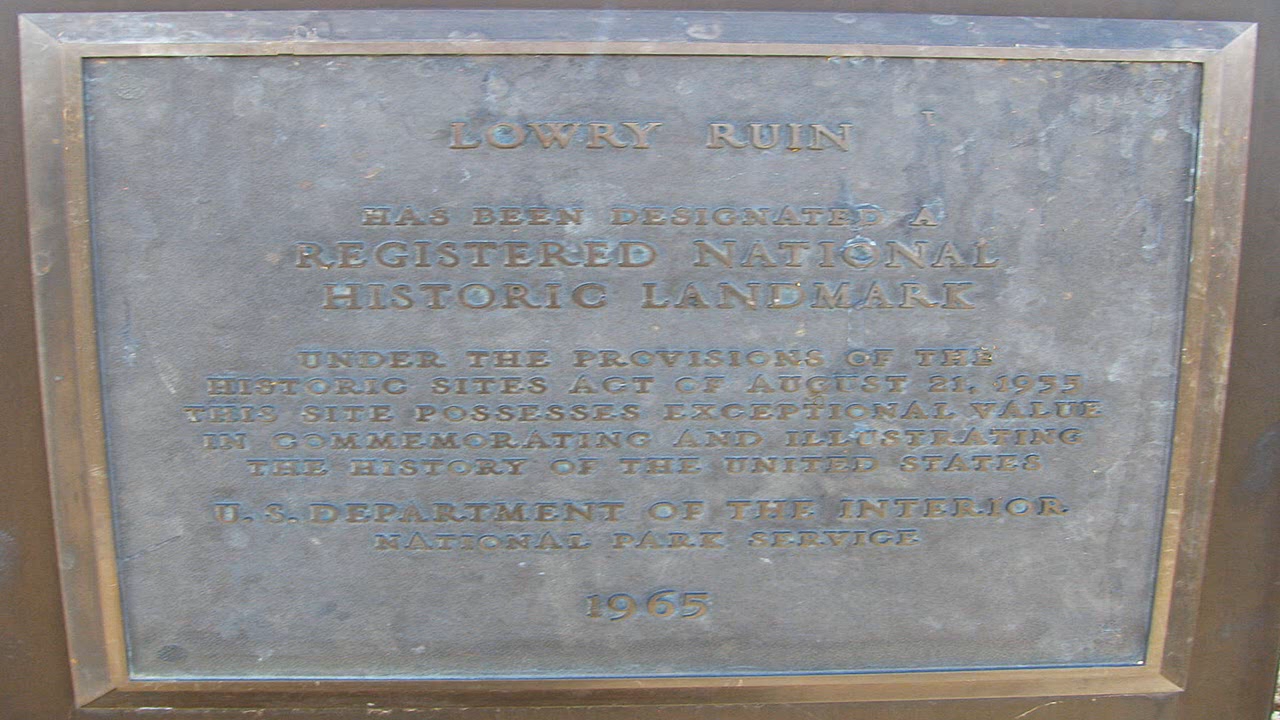 LOWRY RUIN
HAS BEEN DESIGNATED A
REGISTERED NATIONAL
HISTORIC LANDMARK
UNDER THE PROVISIONS OF THE
HISTORIC SITES ACT OF AUGUST 21, 1935
THIS SITE POSSESSES EXCEPTIONAL VALUE
IN COMMEMORATING AND ILLUSTRATING
THE HISTORY OF THE UNITED STATES
U. S. DEPARTMENT OF THE INTERIOR
NATIONAL PARK SERVICE
1965